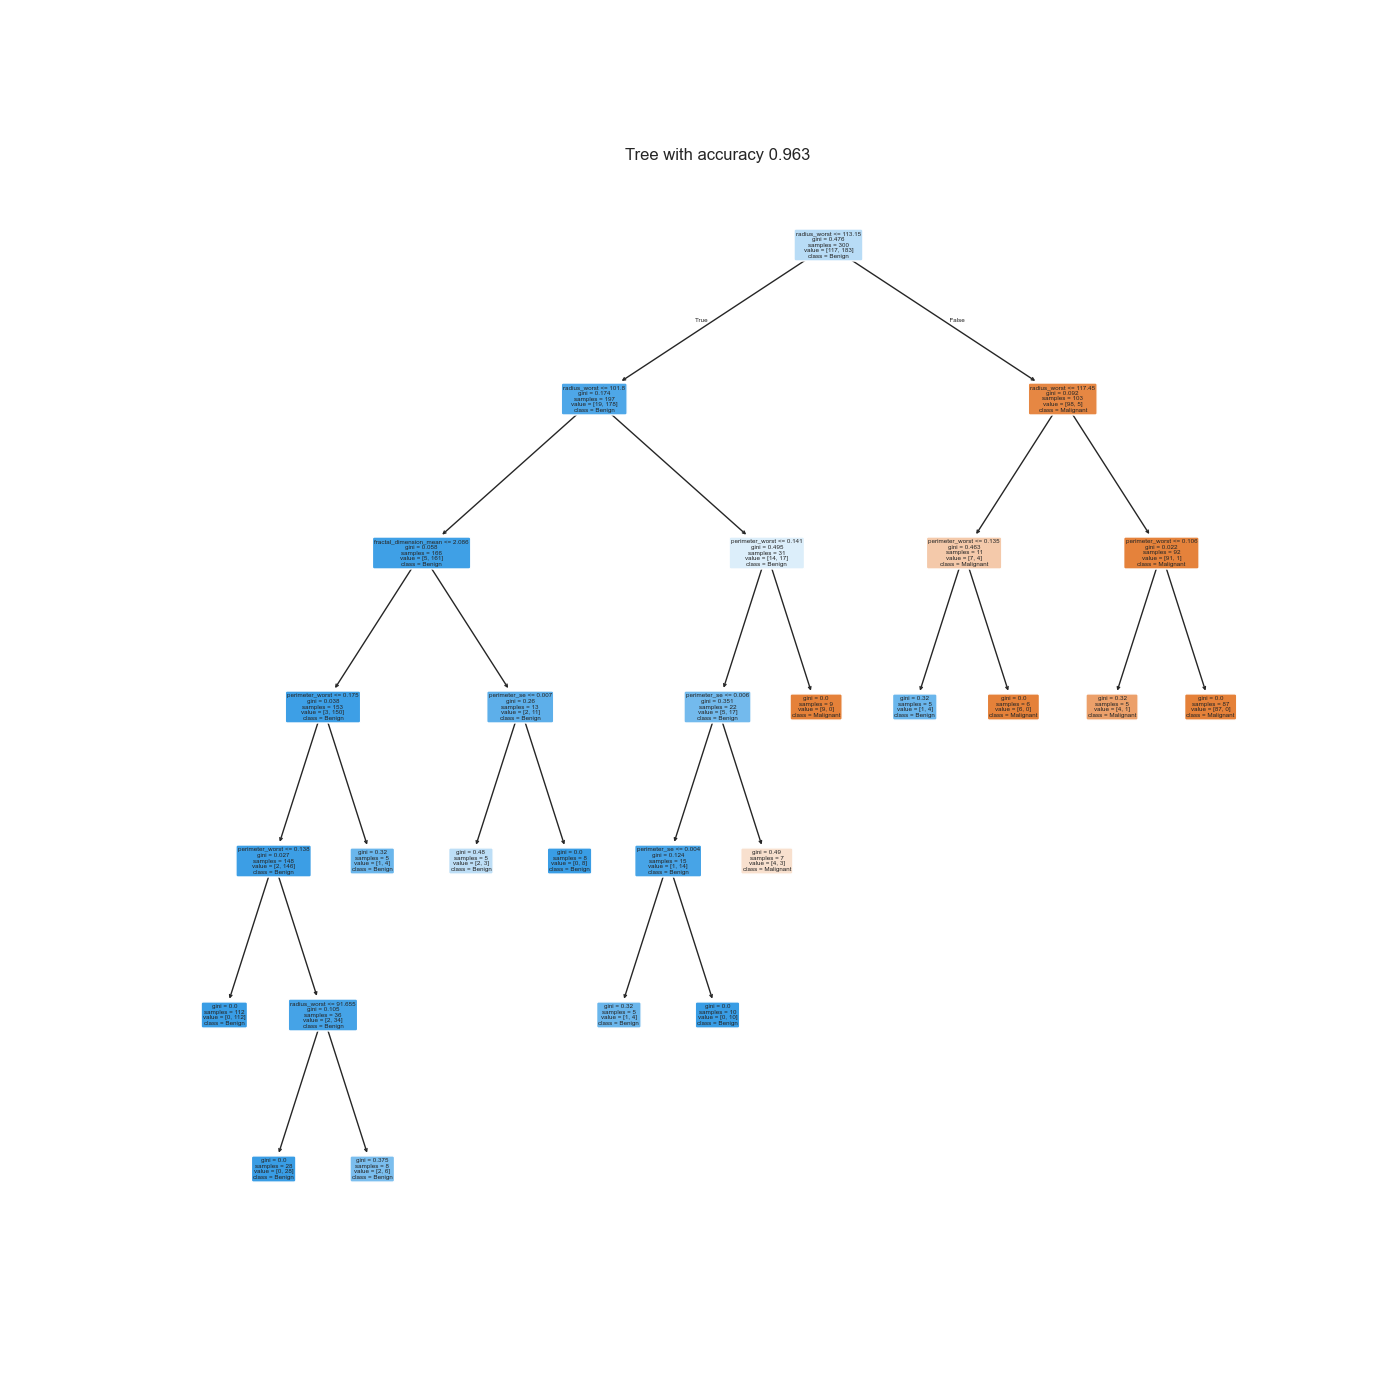 Tree with accuracy 0.963
radius_worst <= 113.15
gini = 0.476
samples = 300
value = [117, 183]
class = Benign
True
False
radius_worst <= 101.8
gini = 0.174
samples = 197
value = [19, 178]
class = Benign
radius_worst <= 117.45
gini = 0.092
samples = 103
value = [98, 5]
class = Malignant
fractal_dimension_mean <= 2.086
gini = 0.058
samples = 166
value = [5, 161]
class = Benign
perimeter_worst <= 0.141
gini = 0.495
samples = 31
value = [14, 17]
class = Benign
perimeter_worst <= 0.135
gini = 0.463
samples = 11
value = [7, 4]
class = Malignant
perimeter_worst <= 0.106
gini = 0.022
samples = 92
value = [91, 1]
class = Malignant
perimeter_worst <= 0.175
gini = 0.038
samples = 153
value = [3, 150]
class = Benign
perimeter_se <= 0.007
gini = 0.26
samples = 13
value = [2, 11]
class = Benign
perimeter_se <= 0.006
gini = 0.351
samples = 22
value = [5, 17]
class = Benign
gini = 0.0
samples = 9
value = [9, 0]
class = Malignant
gini = 0.32
samples = 5
value = [1, 4]
class = Benign
gini = 0.0
samples = 6
value = [6, 0]
class = Malignant
gini = 0.32
samples = 5
value = [4, 1]
class = Malignant
gini = 0.0
samples = 87
value = [87, 0]
class = Malignant
perimeter_worst <= 0.138
gini = 0.027
samples = 148
value = [2, 146]
class = Benign
gini = 0.32
samples = 5
value = [1, 4]
class = Benign
gini = 0.48
samples = 5
value = [2, 3]
class = Benign
gini = 0.0
samples = 8
value = [0, 8]
class = Benign
perimeter_se <= 0.004
gini = 0.124
samples = 15
value = [1, 14]
class = Benign
gini = 0.49
samples = 7
value = [4, 3]
class = Malignant
gini = 0.0
samples = 112
value = [0, 112]
class = Benign
radius_worst <= 91.655
gini = 0.105
samples = 36
value = [2, 34]
class = Benign
gini = 0.32
samples = 5
value = [1, 4]
class = Benign
gini = 0.0
samples = 10
value = [0, 10]
class = Benign
gini = 0.0
samples = 28
value = [0, 28]
class = Benign
gini = 0.375
samples = 8
value = [2, 6]
class = Benign